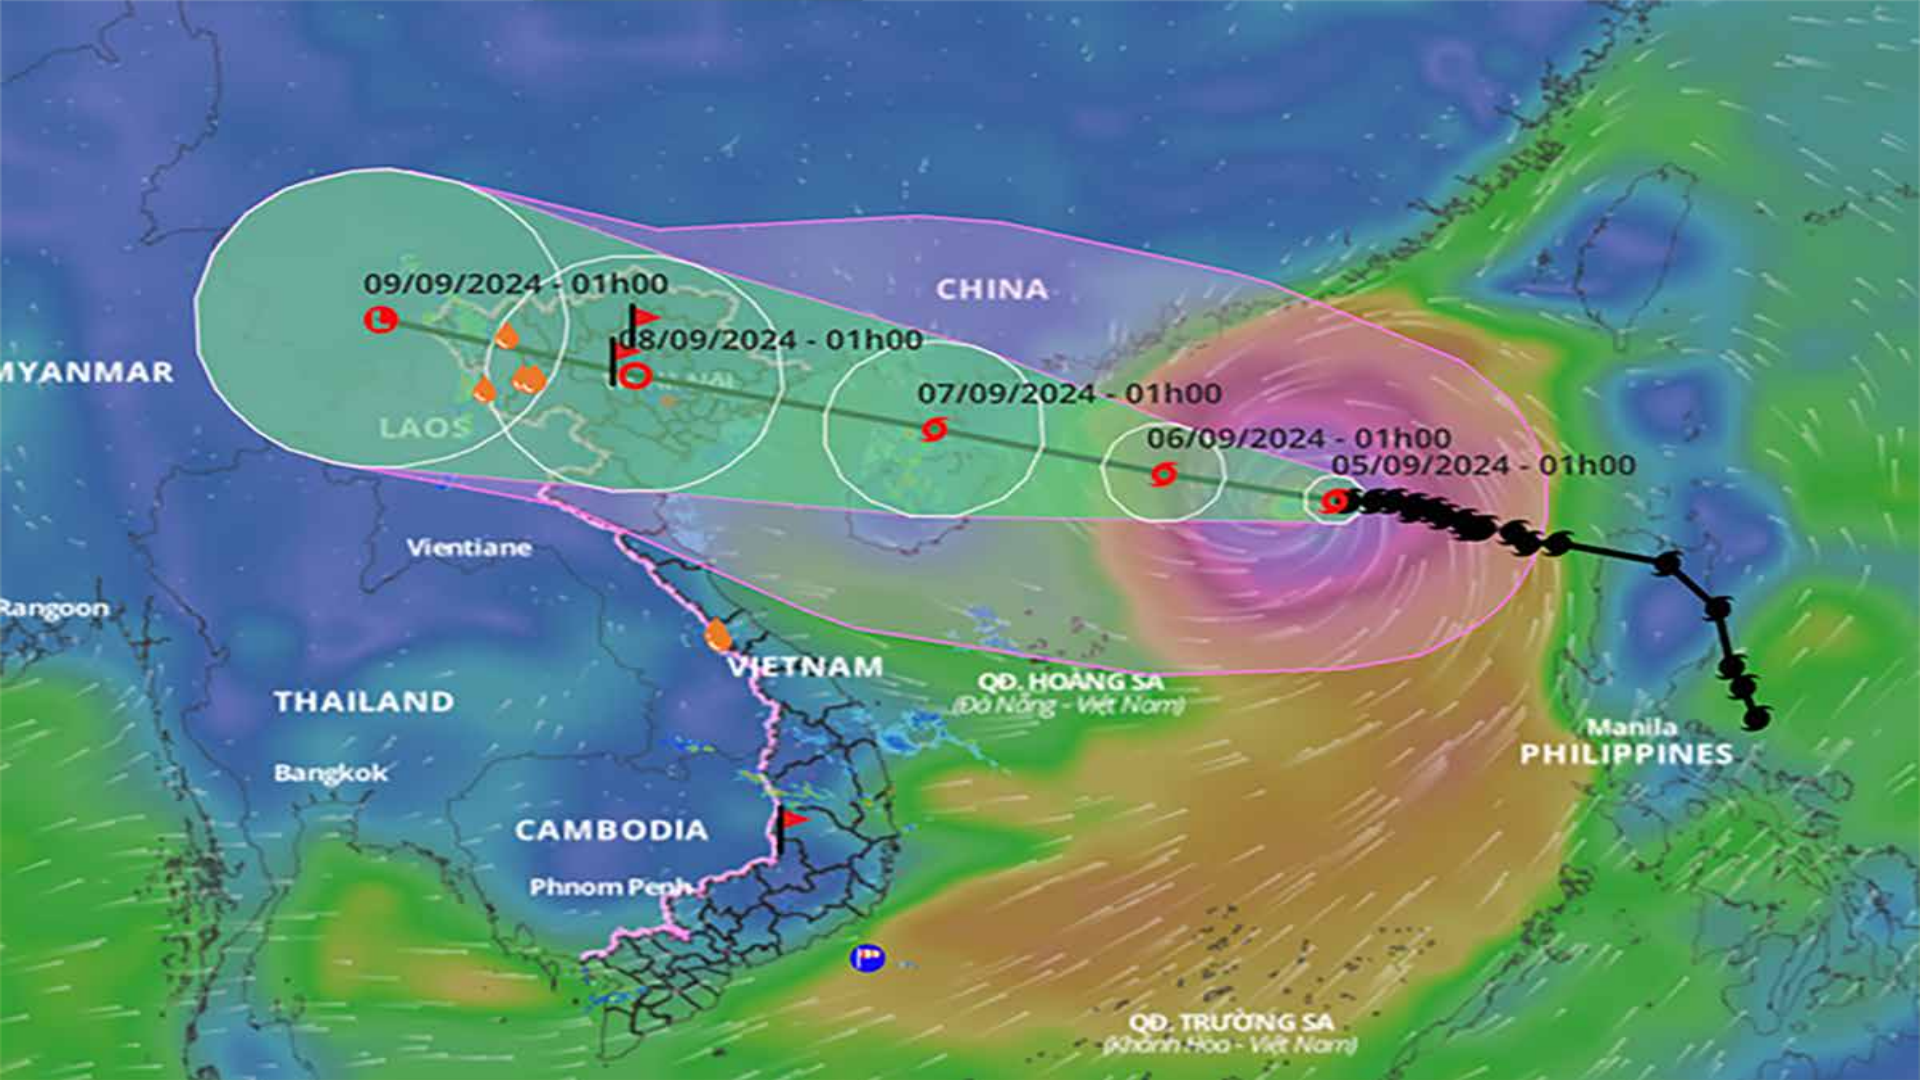 CHINA
09/09/2024 - 01h00
08/09/2024 - 01h00
MYANMAR
07/09/2024 - 01h00
LAOS
06/09/2024 - 01h00
05/09/2024 - 01h00
Vientiane
Rangoon
VIETNAM
QĐ. HOÀNG SA
(Đà Nẵng - Việt Nam)
THALAND
Manila
PHILIPPINES
Bangkok
CAMBODIA
Phnom Penh
QĐ. TRƯỜNG SA
(Khánh Hoà - Việt Nam)